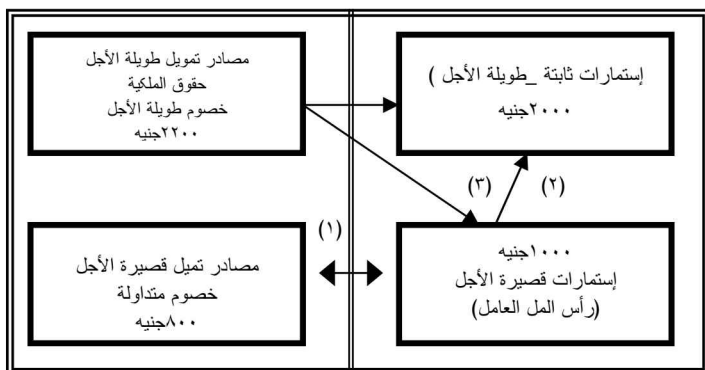 مصادر تمويل طويلة الأجل
حقوق الملكية
خصوم طويلة الأجل
٢٢٠٠جنيه
إستمارات ثابتة _طويلة الأجل )
٢٠٠٠جنيه
(٣)
(٢)
(١)
مصادر تميل قصيرة الأجل
خصوم متداولة
٨٠٠جنيه
١٠٠٠جنيه
إستمارات قصيرة الأجل
(رأس المل العامل)